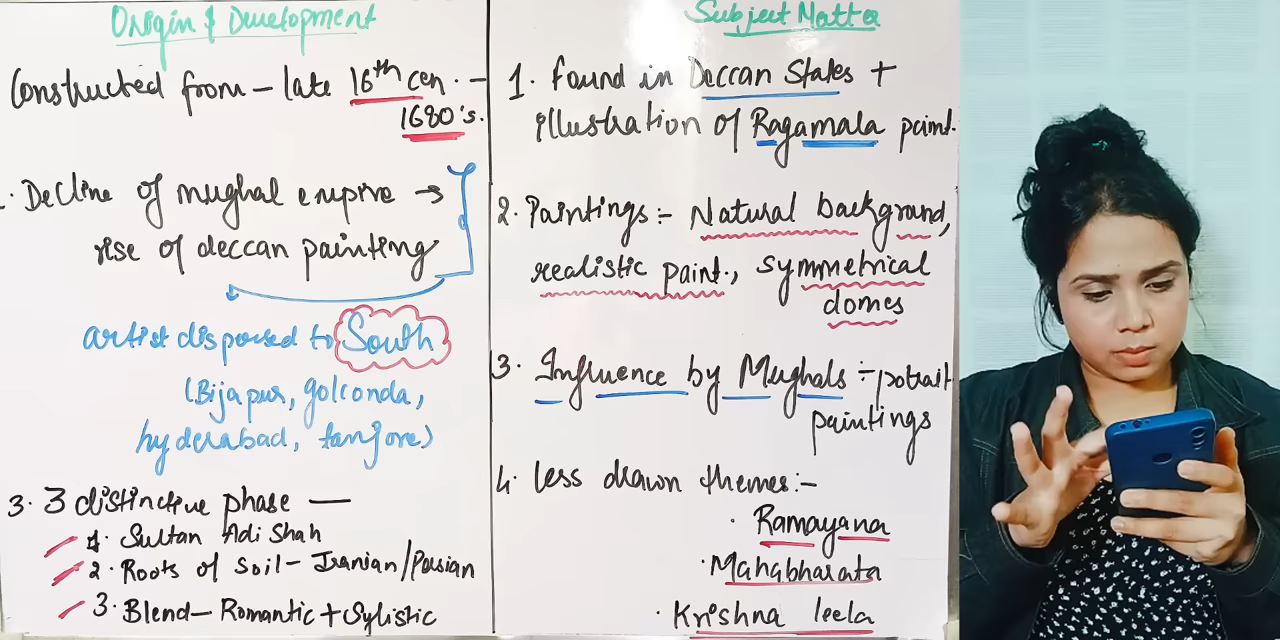 Origin & Development
Constructed from - late 16th cen. -
1680's.
Decline of mughal empire →
rise of deccan painting
artist dispersed to South
(Bijapur, golconda,
hyderabad, tanjore)
3. 3 distinctive phase —
1. Sultan Adi Shah
2. Roots of Soil - Iranian/Persian
3. Blend - Romantic + Sylistic
Subject Matter
1. Found in Deccan States +
illustration of Ragamala paint.
2. Paintings :- Natural background,
realistic paint., symmetrical
domes
3. Influence by Mughals :- potrait
paintings
4. less drawn themes :-
· Ramayana
· Mahabharata
· Krishna leela